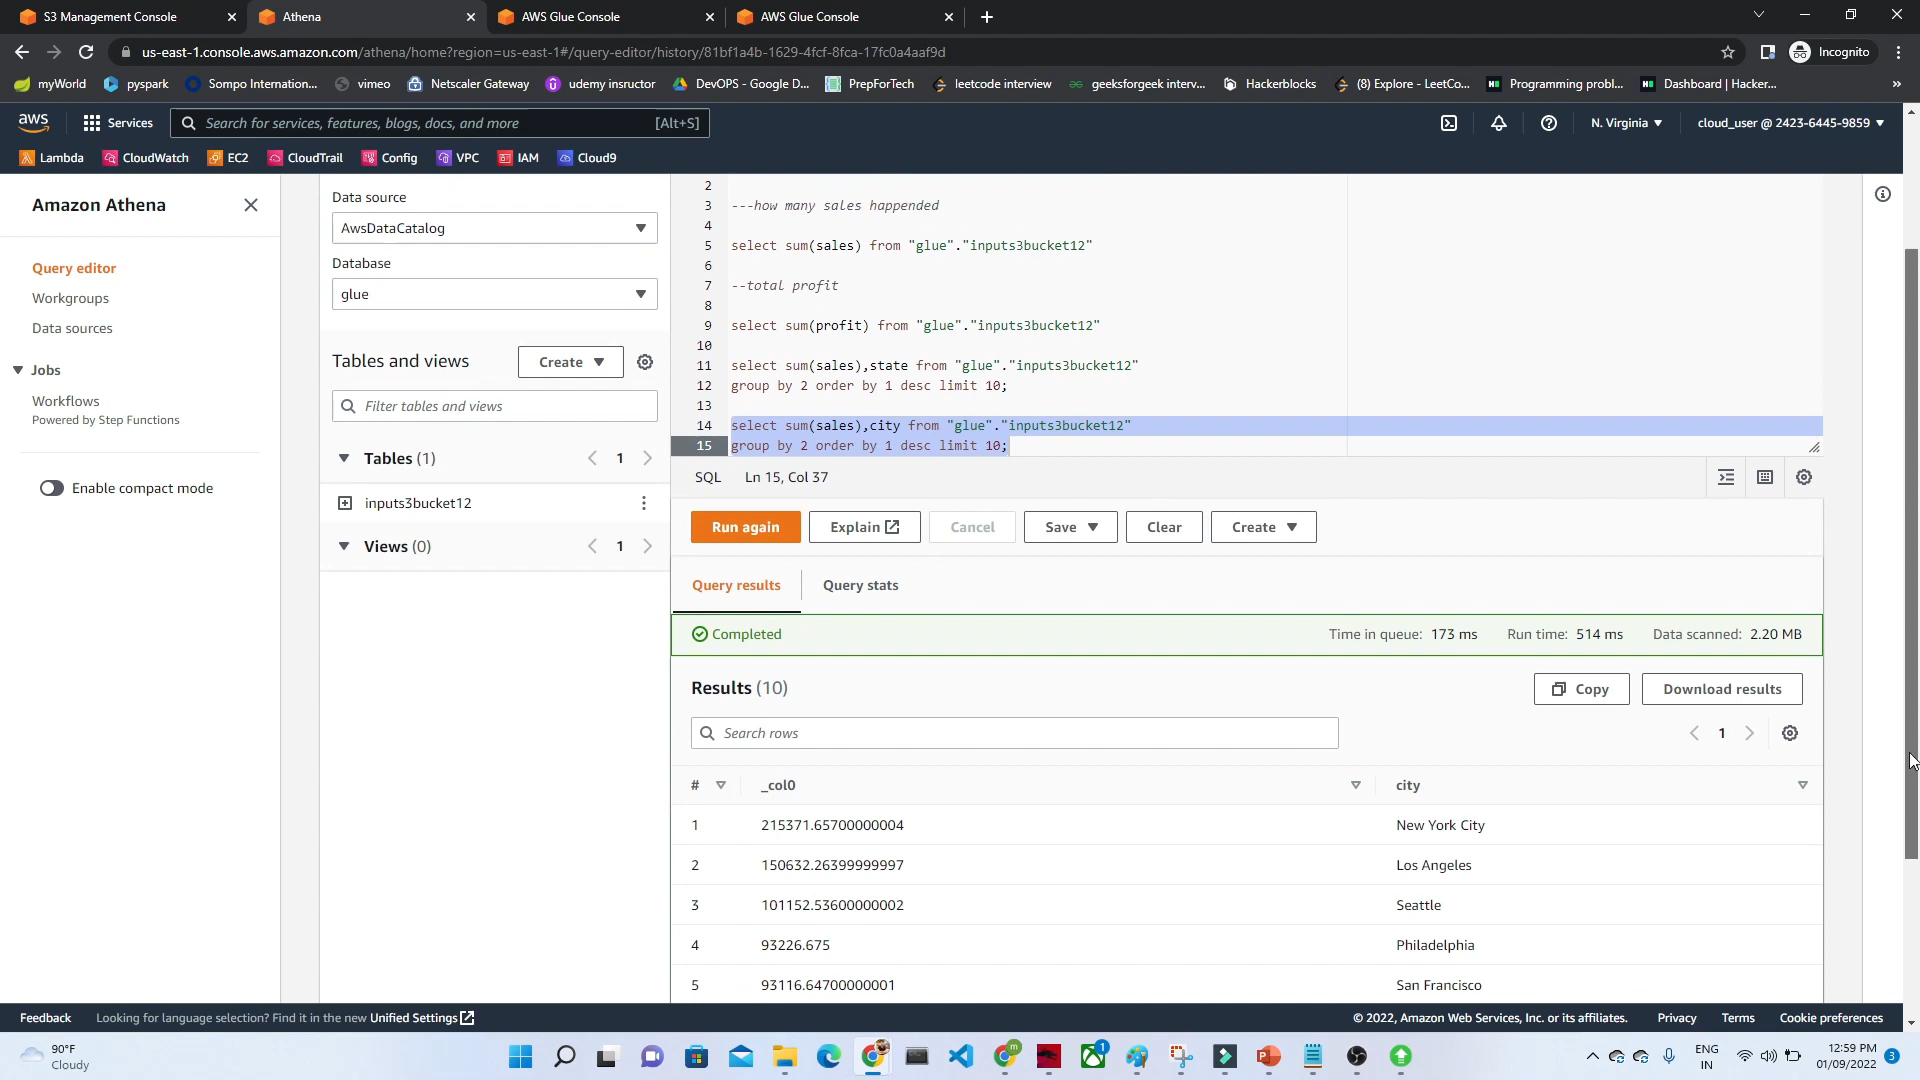 S3 Management Console
Athena
AWS Glue Console
AWS Glue Console
us-east-1.console.aws.amazon.com/athena/home?region=us-east-1#/query-editor/history/81bf1a4b-1629-4fcf-8fca-17fc0a4aaf9d
Incognito
myWorld
pyspark
Sompo Internation...
vimeo
Netscaler Gateway
udemy insructor
DevOPS - Google D...
PrepForTech
leetcode interview
geeksforgeek interv...
Hackerblocks
(8) Explore - LeetCo...
Programming probl...
Dashboard | Hacker...
aws
Services
Search for services, features, blogs, docs, and more
[Alt+S]
N. Virginia
cloud_user @ 2423-6445-9859
Lambda
CloudWatch
EC2
CloudTrail
Config
VPC
IAM
Cloud9
Amazon Athena
Query editor
Workgroups
Data sources
Jobs
Workflows
Powered by Step Functions
Enable compact mode
Data source
AwsDataCatalog
Database
glue
Tables and views
Create
Filter tables and views
Tables (1)
1
inputs3bucket12
Views (0)
1
2
3 ---how many sales happended
4
5 select sum(sales) from "glue"."inputs3bucket12"
6
7 --total profit
8
9 select sum(profit) from "glue"."inputs3bucket12"
10
11 select sum(sales),state from "glue"."inputs3bucket12"
12 group by 2 order by 1 desc limit 10;
13
14 select sum(sales),city from "glue"."inputs3bucket12"
15 group by 2 order by 1 desc limit 10;
SQL
Ln 15, Col 37
Run again
Explain
Cancel
Save
Clear
Create
Query results
Query stats
Completed
Time in queue: 173 ms
Run time: 514 ms
Data scanned: 2.20 MB
Results (10)
Copy
Download results
Search rows
1
# _col0 city
1 215371.65700000004 New York City
2 150632.26399999997 Los Angeles
3 101152.53600000002 Seattle
4 93226.675 Philadelphia
5 93116.64700000001 San Francisco
Feedback
Looking for language selection? Find it in the new Unified Settings
© 2022, Amazon Web Services, Inc. or its affiliates.
Privacy
Terms
Cookie preferences
90°F
Cloudy
m
1
ENG
IN
12:59 PM
01/09/2022
3